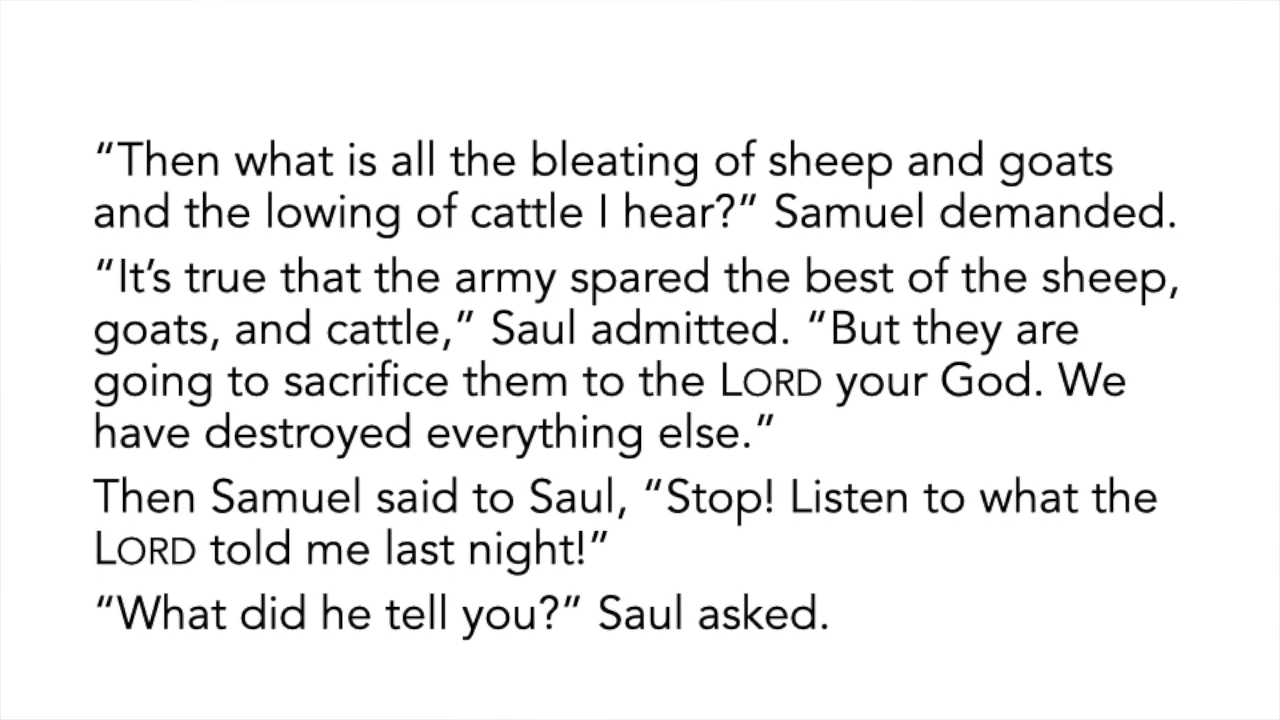 “Then what is all the bleating of sheep and goats
and the lowing of cattle I hear?” Samuel demanded.
“It’s true that the army spared the best of the sheep,
goats, and cattle,” Saul admitted. “But they are
going to sacrifice them to the LORD your God. We
have destroyed everything else.”
Then Samuel said to Saul, “Stop! Listen to what the
LORD told me last night!”
“What did he tell you?” Saul asked.